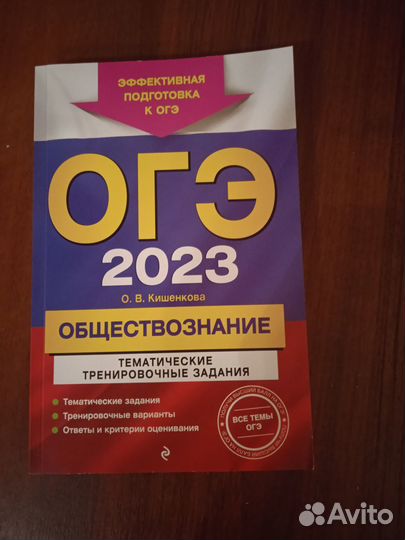 ЭФФЕКТИВНАЯ
ПОДГОТОВКА
К ОГЭ
ОГЭ
2023
О. В. Кишенкова
ОБЩЕСТВОЗНАНИЕ
ТЕМАТИЧЕСКИЕ
ТРЕНИРОВОЧНЫЕ ЗАДАНИЯ
Тематические задания
Тренировочные варианты
Ответы и критерии оценивания
ВСЕ ТЕМЫ
ОГЭ
Avito